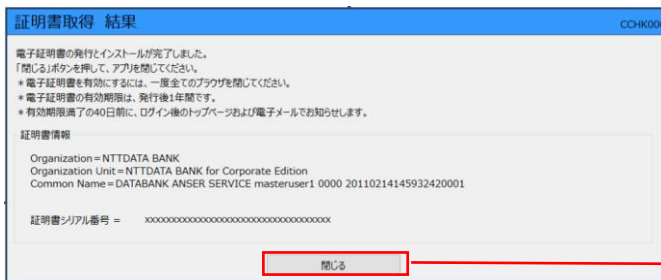 証明書取得 結果
CCHK00
電子証明書の発行とインストールが完了しました。
「閉じる」ボタンを押して、アプリを閉じてください。
＊電子証明書を有効にするには、一度全てのブラウザを閉じてください。
＊電子証明書の有効期限は、発行後1年間です。
＊有効期限満了の40日前に、ログイン後のトップページおよび電子メールでお知らせします。
証明書情報
Organization＝NTTDATA BANK
Organization Unit＝NTTDATA BANK for Corporate Edition
Common Name＝DATABANK ANSER SERVICE masteruser1 0000 20110214145932420001
証明書シリアル番号 ＝ xxxxxxxxxxxxxxxxxxxxxxxxxxxxxxxxxx
閉じる